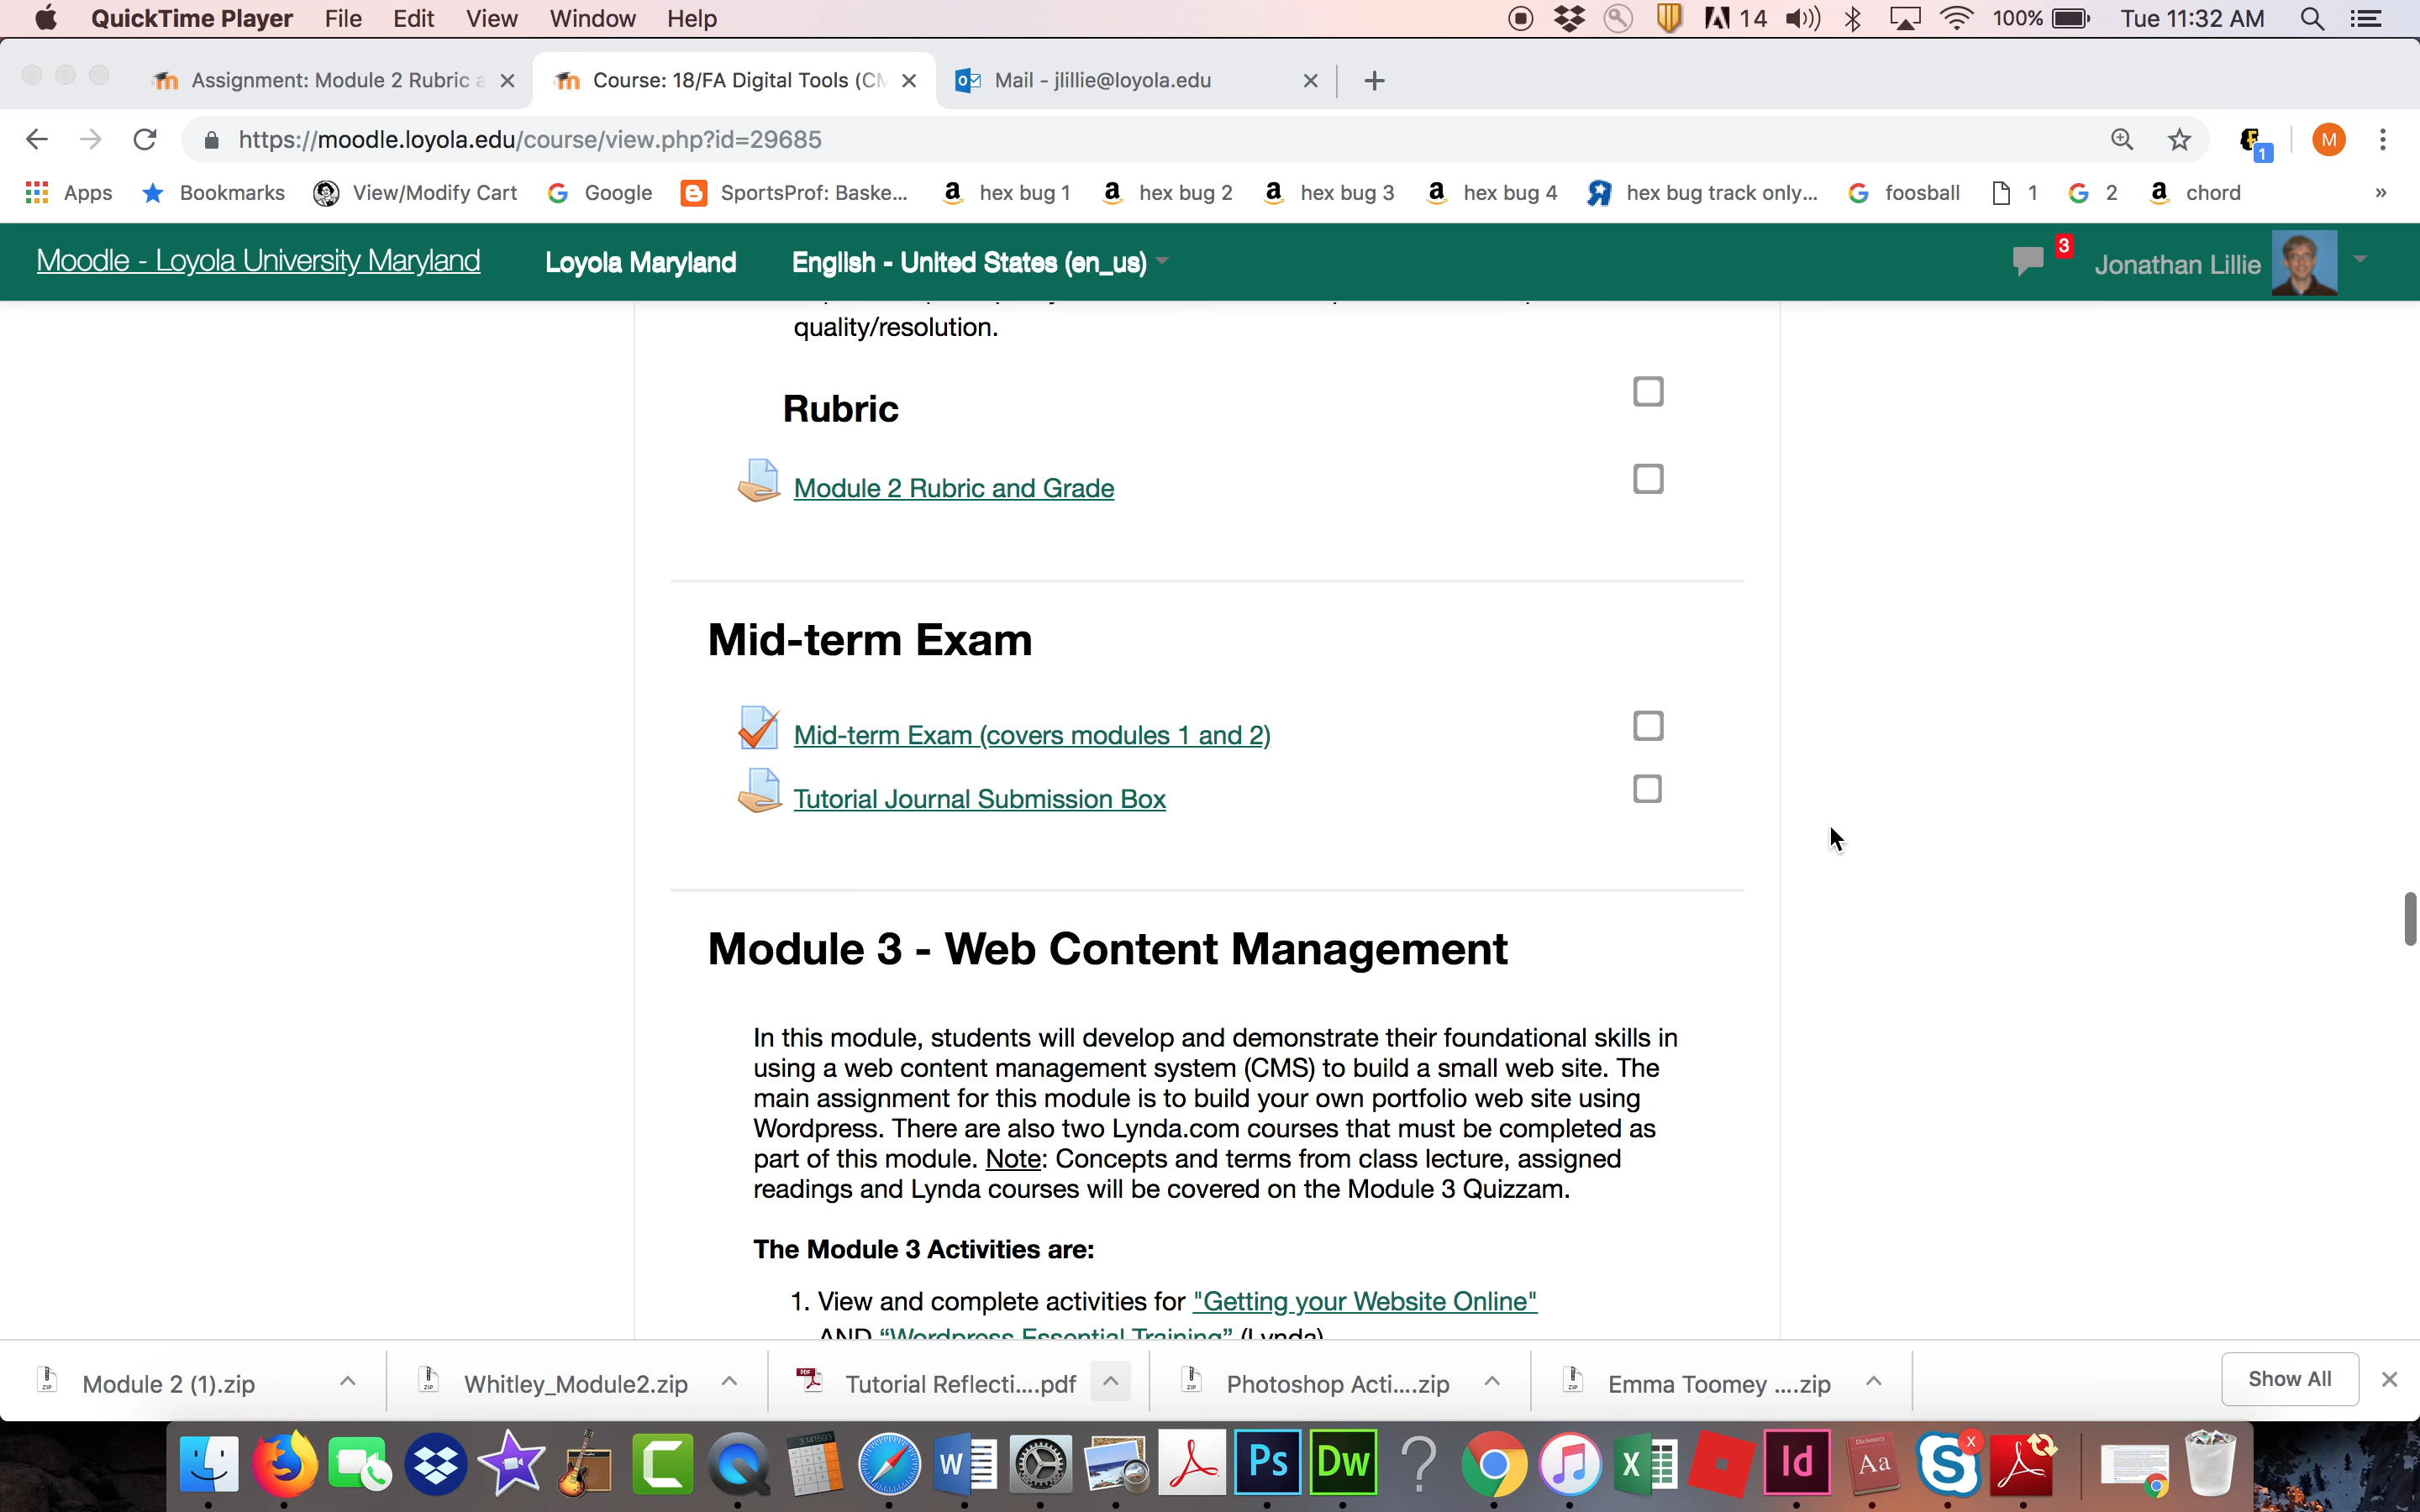 QuickTime Player File Edit View Window Help 14 100% Tue 11:32 AM
Assignment: Module 2 Rubric a Course: 18/FA Digital Tools (CM Mail - jlillie@loyola.edu
https://moodle.loyola.edu/course/view.php?id=29685 1 M
Apps Bookmarks View/Modify Cart Google SportsProf: Baske... hex bug 1 hex bug 2 hex bug 3 hex bug 4 hex bug track only... foosball 1 2 chord »
Moodle - Loyola University Maryland Loyola Maryland English - United States (en_us) 3 Jonathan Lillie
quality/resolution.
Rubric
Module 2 Rubric and Grade
Mid-term Exam
Mid-term Exam (covers modules 1 and 2)
Tutorial Journal Submission Box
Module 3 - Web Content Management
In this module, students will develop and demonstrate their foundational skills in
using a web content management system (CMS) to build a small web site. The
main assignment for this module is to build your own portfolio web site using
Wordpress. There are also two Lynda.com courses that must be completed as
part of this module. Note: Concepts and terms from class lecture, assigned
readings and Lynda courses will be covered on the Module 3 Quizzam.
The Module 3 Activities are:
1. View and complete activities for "Getting your Website Online"
AND “Wordpress Essential Training” (Lynda)
Module 2 (1).zip Whitley_Module2.zip Tutorial Reflecti....pdf Photoshop Acti....zip Emma Toomey ....zip Show All
Ps Dw Id Aa